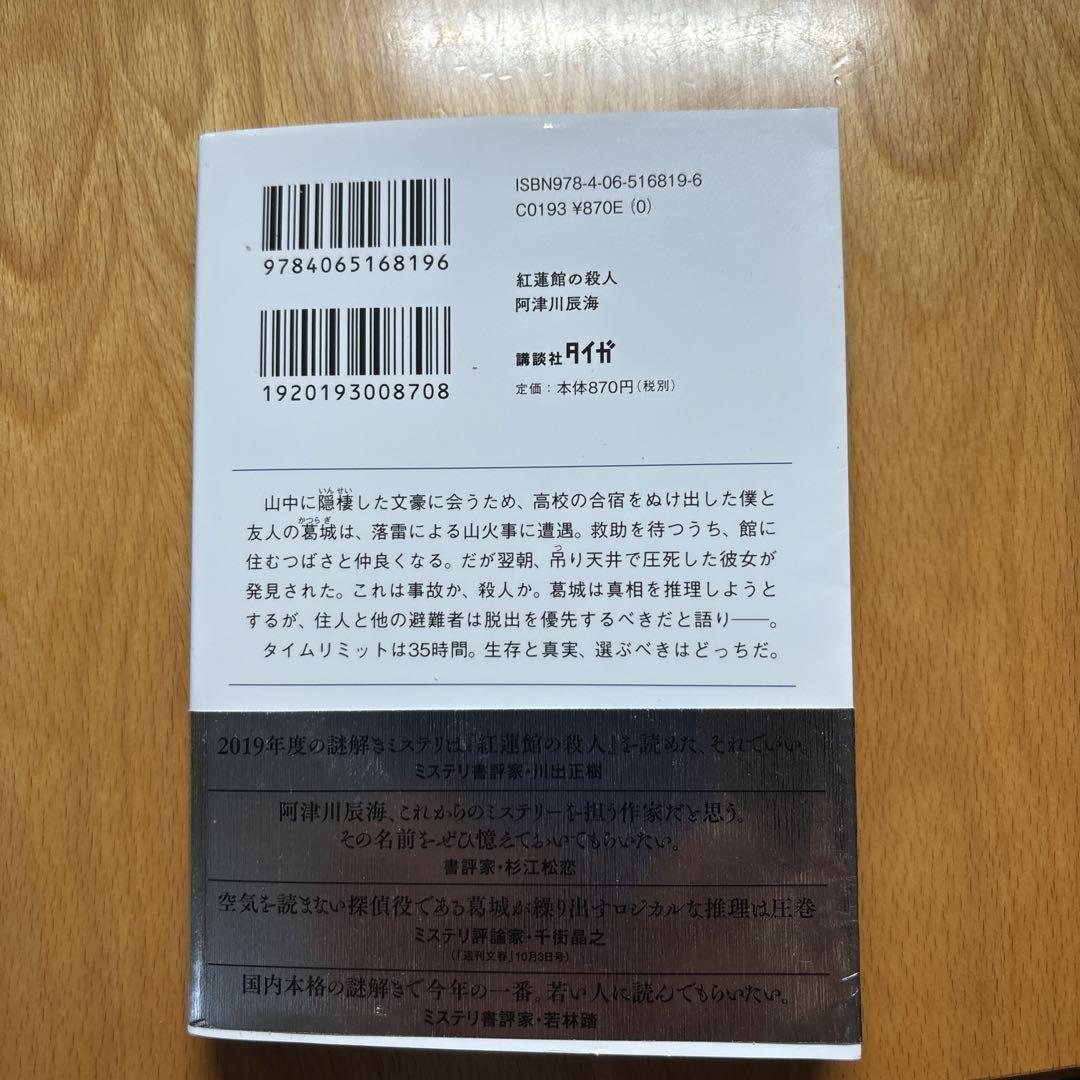 ISBN978-4-06-516819-6
C0193 ¥870E (0)
9784065168196
紅蓮館の殺人
阿津川辰海
1920193008708
講談社タイガ
定価：本体870円(税別)
いんせい
山中に隠棲した文豪に会うため、高校の合宿をぬけ出した僕と
かつらぎ
友人の葛城は、落雷による山火事に遭遇。救助を待つうち、館に
つ
住むつばさと仲良くなる。だが翌朝、吊り天井で圧死した彼女が
発見された。これは事故か、殺人か。葛城は真相を推理しようと
するが、住人と他の避難者は脱出を優先するべきだと語り――。
タイムリミットは35時間。生存と真実、選ぶべきはどっちだ。
2019年度の謎解きミステリは『紅蓮館の殺人』を読めた、それでいい。
ミステリ書評家・川出正樹
阿津川辰海、これからのミステリーを担う作家だと思う。
その名前をぜひ憶えておいてもらいたい。
書評家・杉江松恋
空気を読まない探偵役である葛城が繰り出すロジカルな推理は圧巻
ミステリ評論家・千街晶之
(「週刊文春」10月3日号)
国内本格の謎解きで今年の一番。若い人に読んでもらいたい。
ミステリ書評家・若林踏